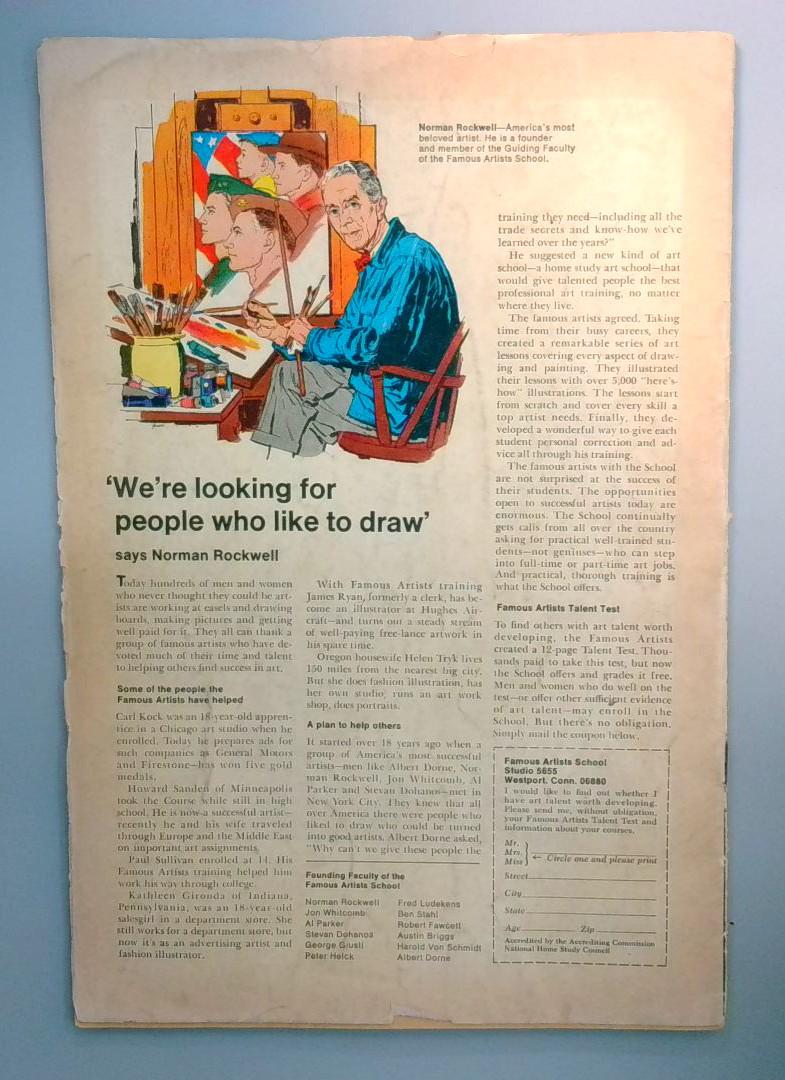 Norman Rockwell—America's most
beloved artist. He is a founder
and member of the Guiding Faculty
of the Famous Artists School.
'We're looking for
people who like to draw'
says Norman Rockwell
Today hundreds of men and women
who never thought they could be art-
ists are working at easels and drawing
boards, making pictures and getting
well paid for it. They all can thank a
group of famous artists who have de-
voted much of their time and talent
to helping others find success in art.
Some of the people the
Famous Artists have helped
Carl Kock was an 18-year-old appren-
tice in a Chicago art studio when he
enrolled. Today he prepares ads for
such companies as General Motors
and Firestone—has won five gold
medals.
Howard Sanden of Minneapolis
took the Course while still in high
school. He is now a successful artist—
recently he and his wife traveled
through Europe and the Middle East
on important art assignments.
Paul Sullivan enrolled at 14. His
Famous Artists training helped him
work his way through college.
Kathleen Gironda of Indiana,
Pennsylvania, was an 18-year-old
salesgirl in a department store. She
still works for a department store, but
now it's as an advertising artist and
fashion illustrator.
With Famous Artists training
James Ryan, formerly a clerk, has be-
come an illustrator at Hughes Air-
craft—and turns out a steady stream
of well-paying free-lance artwork in
his spare time.
Oregon housewife Helen Tryk lives
150 miles from the nearest big city.
But she does fashion illustration, has
her own studio, runs an art work
shop, does portraits.
A plan to help others
It started over 18 years ago when a
group of America's most successful
artists—men like Albert Dorne, Nor-
man Rockwell, Jon Whitcomb, Al
Parker and Stevan Dohanos—met in
New York City. They knew that all
over America there were people who
liked to draw who could be turned
into good artists. Albert Dorne asked,
"Why can't we give these people the
Founding Faculty of the
Famous Artists School
Norman Rockwell
Jon Whitcomb
Al Parker
Stevan Dohanos
George Giusti
Peter Helck
Fred Ludekens
Ben Stahl
Robert Fawcett
Austin Briggs
Harold Von Schmidt
Albert Dorne
training they need—including all the
trade secrets and know-how we've
learned over the years?"
He suggested a new kind of art
school—a home study art school—that
would give talented people the best
professional art training, no matter
where they live.
The famous artists agreed. Taking
time from their busy careers, they
created a remarkable series of art
lessons covering every aspect of draw-
ing and painting. They illustrated
their lessons with over 5,000 "here's-
how" illustrations. The lessons start
from scratch and cover every skill a
top artist needs. Finally, they de-
veloped a wonderful way to give each
student personal correction and ad-
vice all through his training.
The famous artists with the School
are not surprised at the success of
their students. The opportunities
open to successful artists today are
enormous. The School continually
gets calls from all over the country
asking for practical well-trained stu-
dents—not geniuses—who can step
into full-time or part-time art jobs.
And practical, thorough training is
what the School offers.
Famous Artists Talent Test
To find others with art talent worth
developing, the Famous Artists
created a 12-page Talent Test. Thou-
sands paid to take this test, but now
the School offers and grades it free.
Men and women who do well on the
test—or offer other sufficient evidence
of art talent—may enroll in the
School. But there's no obligation.
Simply mail the coupon below.
Famous Artists School
Studio 5655
Westport, Conn. 06880
I would like to find out whether I
have art talent worth developing.
Please send me, without obligation,
your Famous Artists Talent Test and
information about your courses.
Mr.
Mrs.
Miss
← Circle one and please print
Street
City
State
Age Zip
Accredited by the Accrediting Commission
National Home Study Council